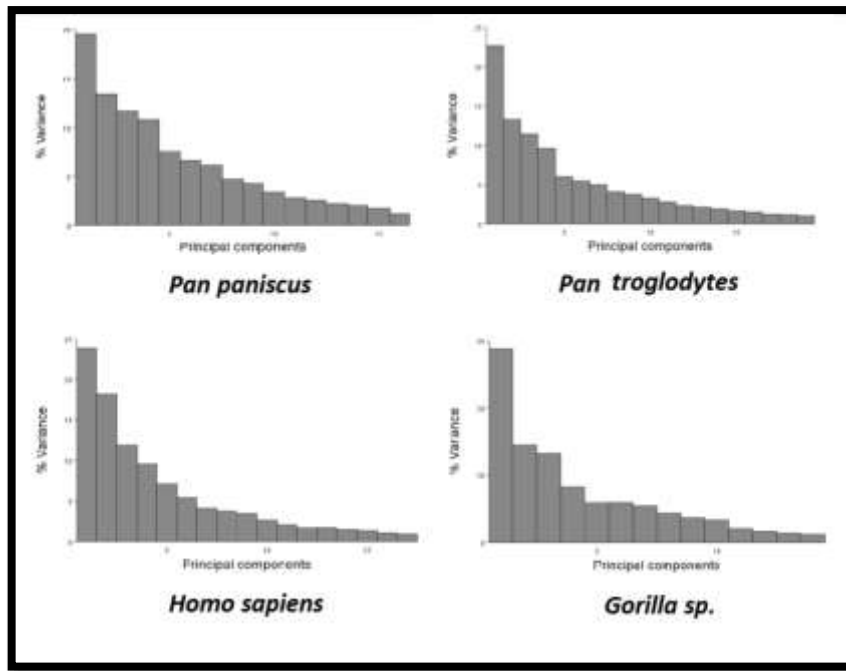 % Variance
Principal components
Pan paniscus
% Variance
Principal components
Pan troglodytes
% Variance
Principal components
Homo sapiens
% Variance
Principal components
Gorilla sp.